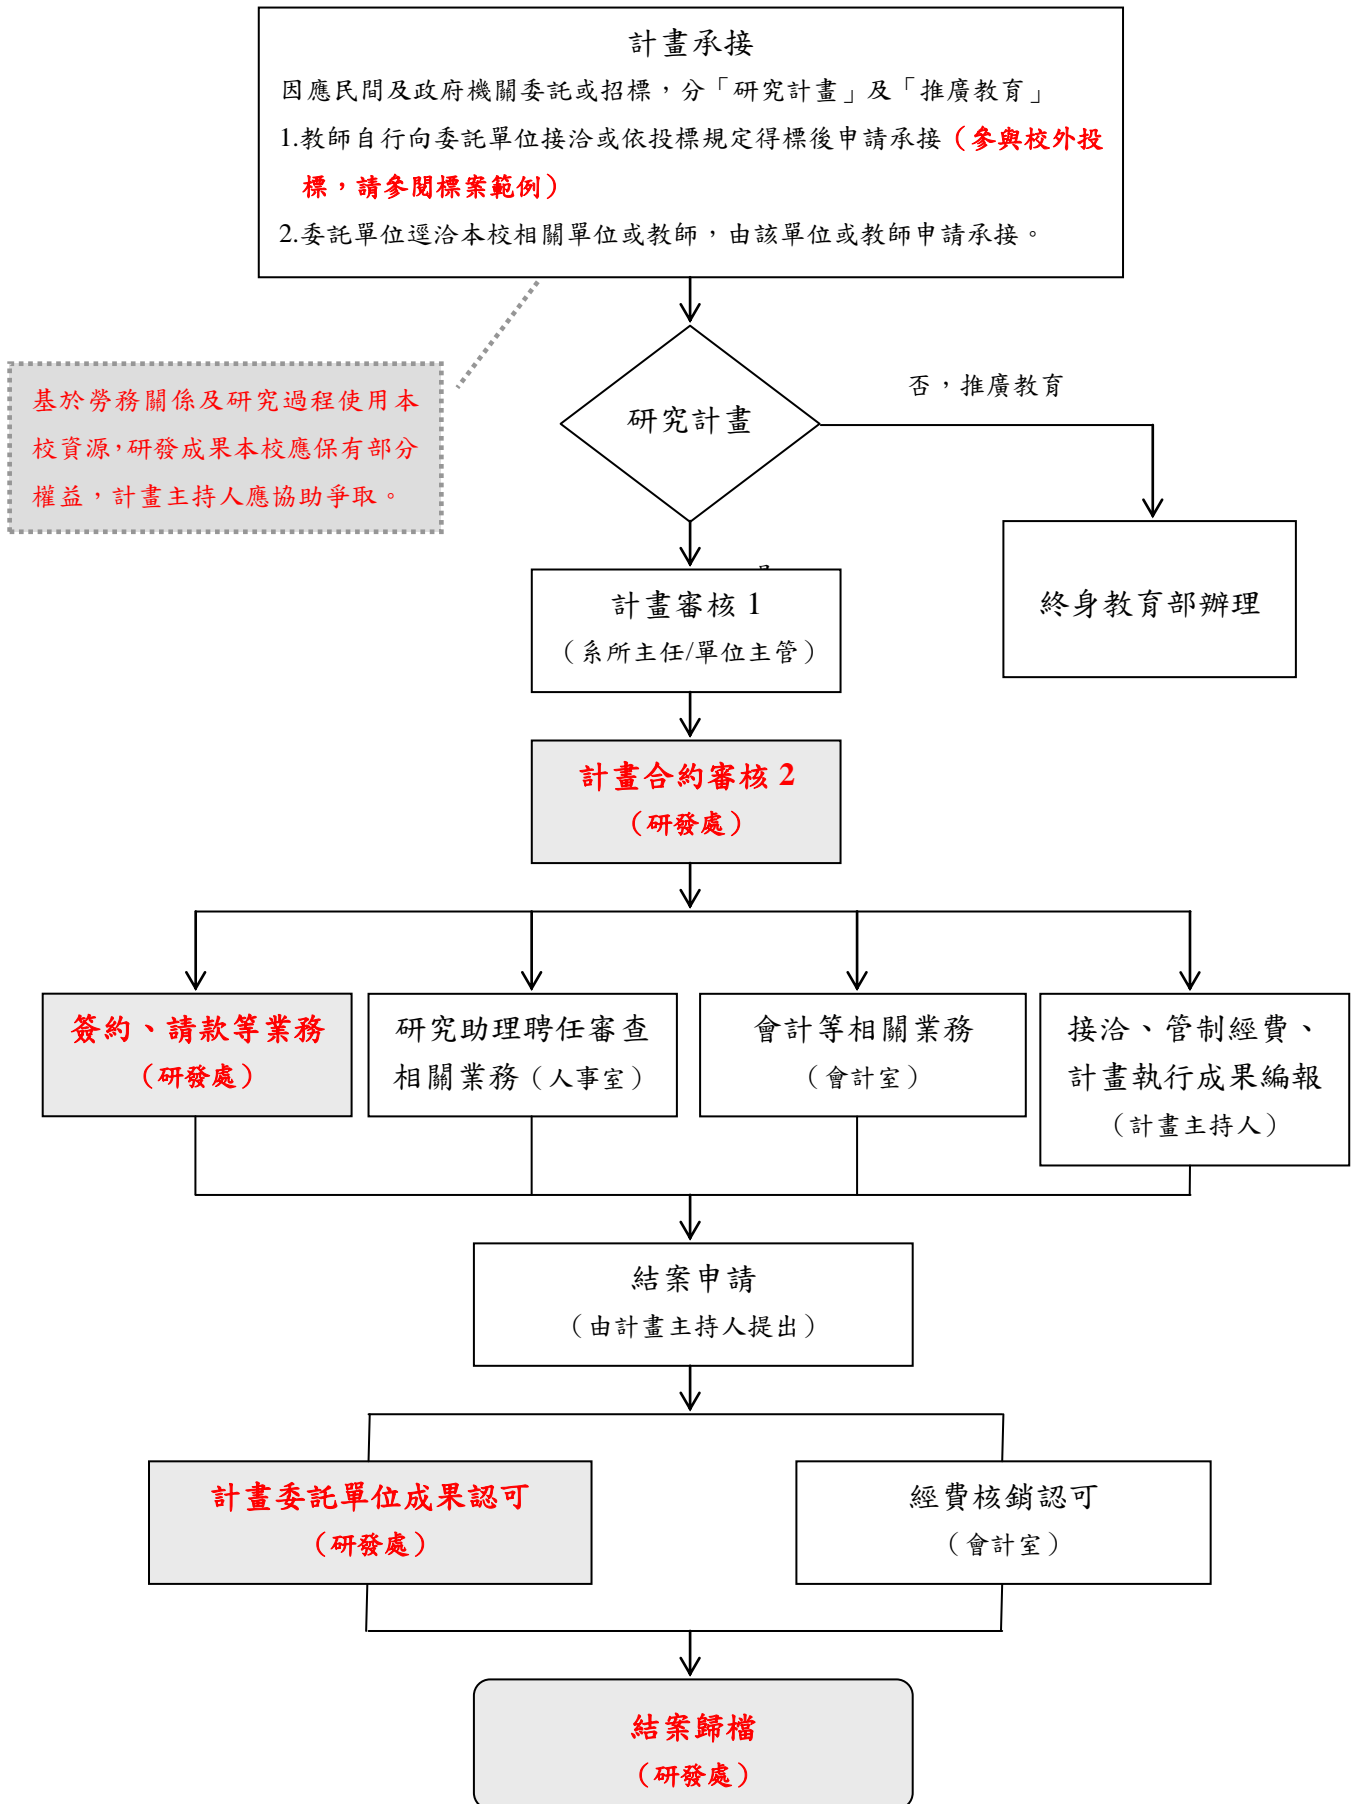 計畫承接
因應民間及政府機關委託或招標，分「研究計畫」及「推廣教育」
1.教師自行向委託單位接洽或依投標規定得標後申請承接（參與校外投
標，請參閱標案範例）
2.委託單位逕洽本校相關單位或教師，由該單位或教師申請承接。
基於勞務關係及研究過程使用本
校資源，研發成果本校應保有部分
權益，計畫主持人應協助爭取。
研究計畫
否，推廣教育
終身教育部辦理
計畫審核 1
（系所主任/單位主管）
計畫合約審核 2
（研發處）
簽約、請款等業務
（研發處）
研究助理聘任審查
相關業務（人事室）
會計等相關業務
（會計室）
接洽、管制經費、
計畫執行成果編報
（計畫主持人）
結案申請
（由計畫主持人提出）
計畫委託單位成果認可
（研發處）
經費核銷認可
（會計室）
結案歸檔
（研發處）